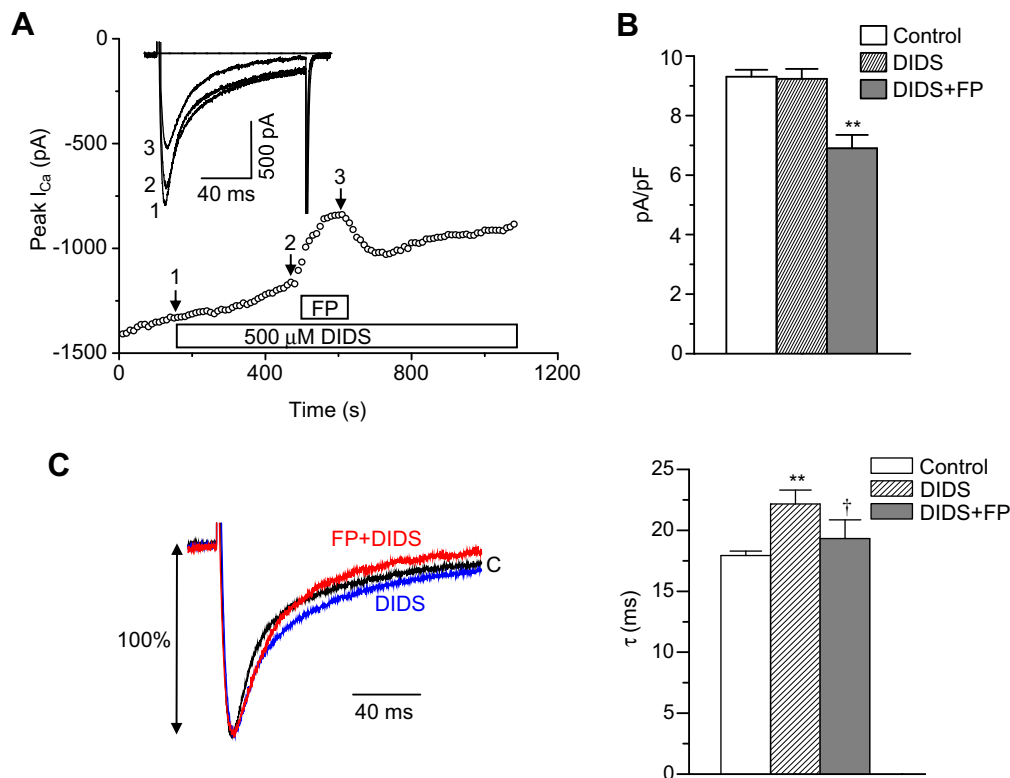 A
Peak I_Ca (pA)
0
-500
-1000
-1500
3
2
1
500 pA
40 ms
1
2
3
FP
500 µM DIDS
0
400
800
1200
Time (s)
B
Control
DIDS
DIDS+FP
pA/pF
10
8
6
4
2
0
**
C
100%
FP+DIDS
C
DIDS
40 ms
Control
DIDS
DIDS+FP
τ (ms)
25
20
15
10
5
0
**
†